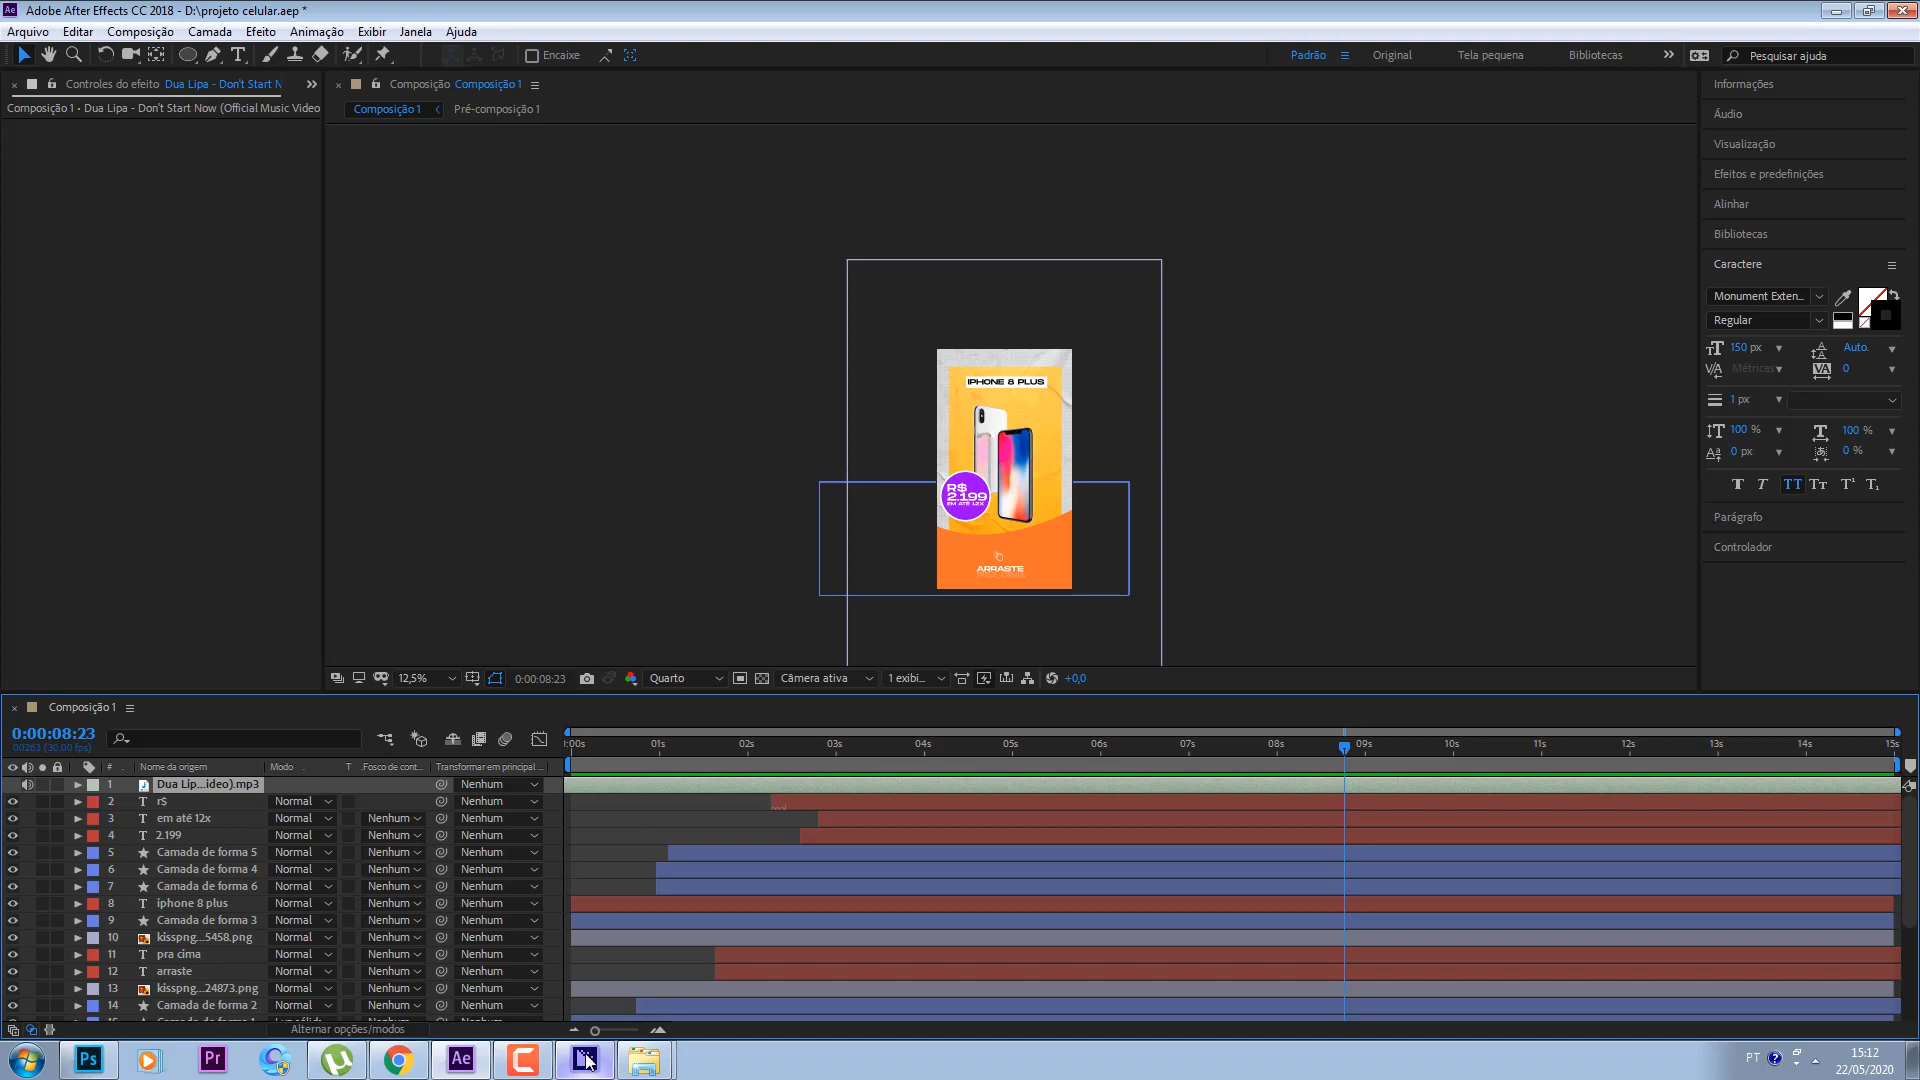 Adobe After Effects CC 2018 - D:\projeto celular.aep *
Arquivo Editar Composição Camada Efeito Animação Exibir Janela Ajuda
Encaixe Padrão Original Tela pequena Bibliotecas Pesquisar ajuda
Controles do efeito Dua Lipa - Don't Start N
Composição Composição 1
Composição 1 • Dua Lipa - Don't Start Now (Official Music Video
Composição 1 Pré-composição 1
Informações
Áudio
Visualização
Efeitos e predefinições
Alinhar
Bibliotecas
Caractere
Monument Exten...
Regular
150 px Auto.
Métricas 0
1 px
100 % 100 %
0 px 0 %
Parágrafo
Controlador
IPHONE 8 PLUS
R$
2.199
EM ATÉ 12X
ARRASTE
12,5% 0:00:08:23 Quarto Câmera ativa 1 exibi... +0,0
Composição 1
0:00:08:23
00263 (30.00 fps)
:00s 01s 02s 03s 04s 05s 06s 07s 08s 09s 10s 11s 12s 13s 14s 15s
# Nome da origem Modo T .Fosco de cont... Transformar em principal ...
1 Dua Lip...ideo).mp3 Nenhum
2 r$ Normal Nenhum
3 em até 12x Normal Nenhum Nenhum
4 2.199 Normal Nenhum Nenhum
5 Camada de forma 5 Normal Nenhum Nenhum
6 Camada de forma 4 Normal Nenhum Nenhum
7 Camada de forma 6 Normal Nenhum Nenhum
8 iphone 8 plus Normal Nenhum Nenhum
9 Camada de forma 3 Normal Nenhum Nenhum
10 kisspng...5458.png Normal Nenhum Nenhum
11 pra cima Normal Nenhum Nenhum
12 arraste Normal Nenhum Nenhum
13 kisspng...24873.png Normal Nenhum Nenhum
14 Camada de forma 2 Normal Nenhum Nenhum
Alternar opções/modos
Ps Pr Ae C PT 15:12
22/05/2020